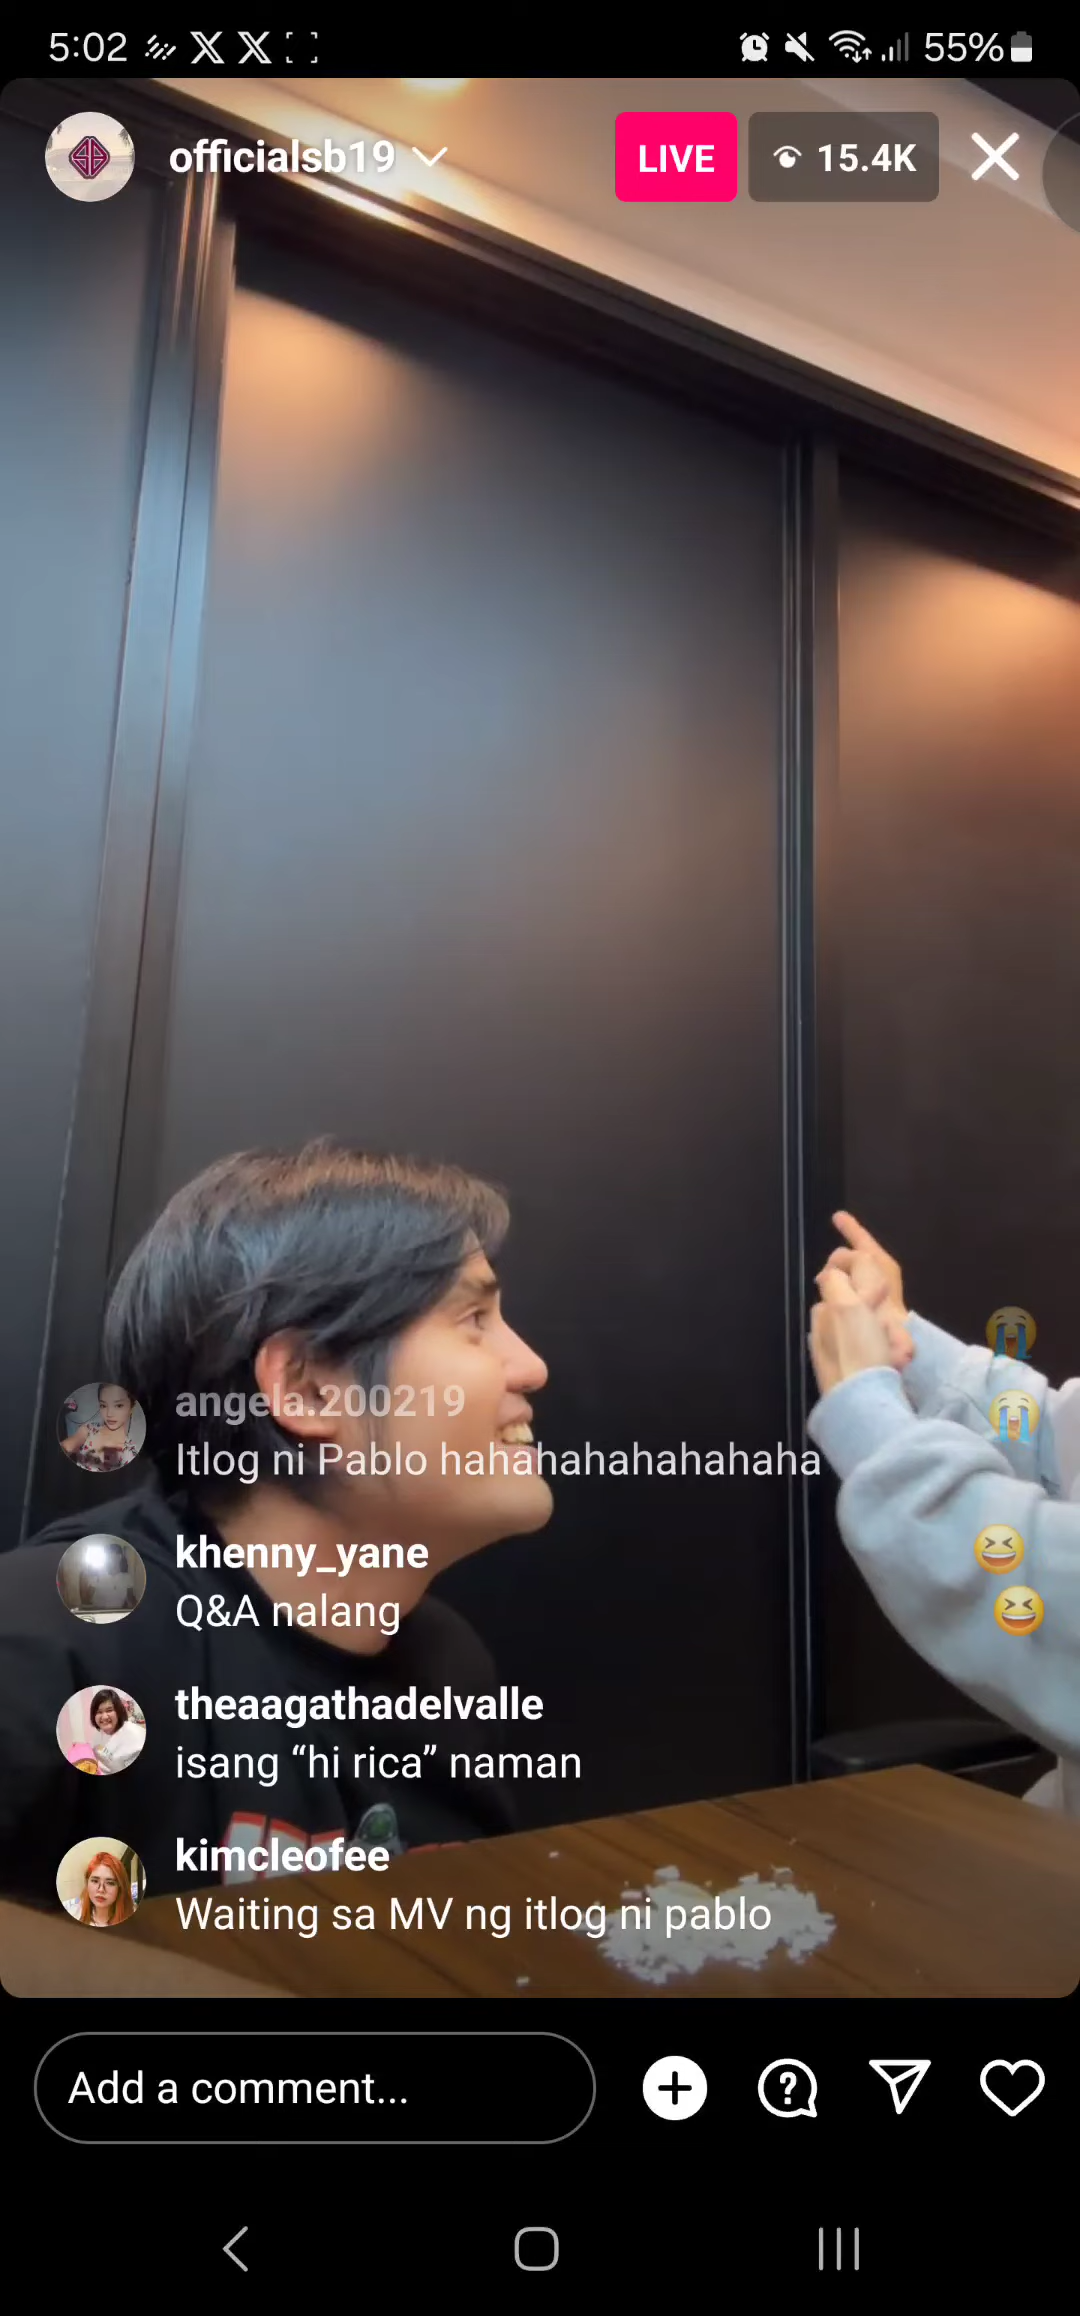 5:02
55%
officialsb19
LIVE
15.4K
angela.200219
Itlog ni Pablo hahahahahahahaha
khenny_yane
Q&A nalang
theaagathadelvalle
isang “hi rica” naman
kimcleofee
Waiting sa MV ng itlog ni pablo
Add a comment...